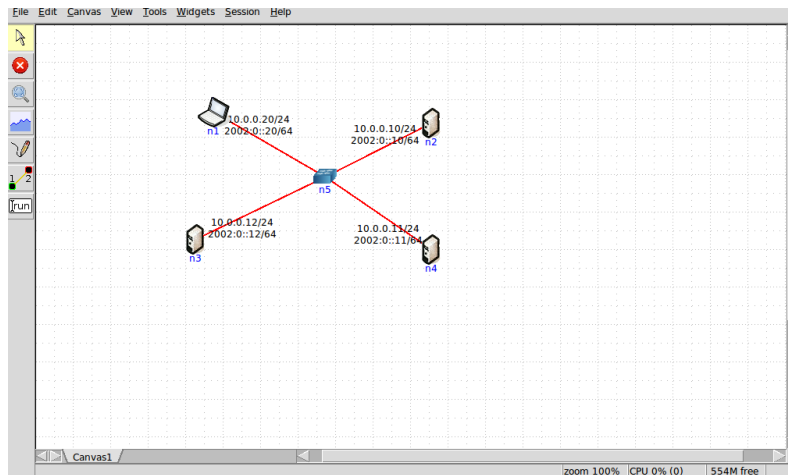 File Edit Canvas View Tools Widgets Session Help
10.0.0.20/24
2002:0::20/64
n1
10.0.0.10/24
2002:0::10/64
n2
1 2
run
n5
10.0.0.12/24
2002:0::12/64
n3
10.0.0.11/24
2002:0::11/64
n4
Canvas1
zoom 100% CPU 0% (0) 554M free